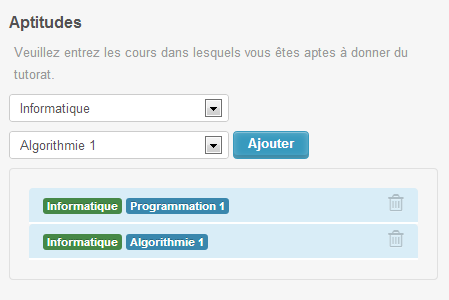 Aptitudes
Veuillez entrez les cours dans lesquels vous êtes aptes à donner du
tutorat.
Informatique
Algorithmie 1 Ajouter
Informatique Programmation 1
Informatique Algorithmie 1